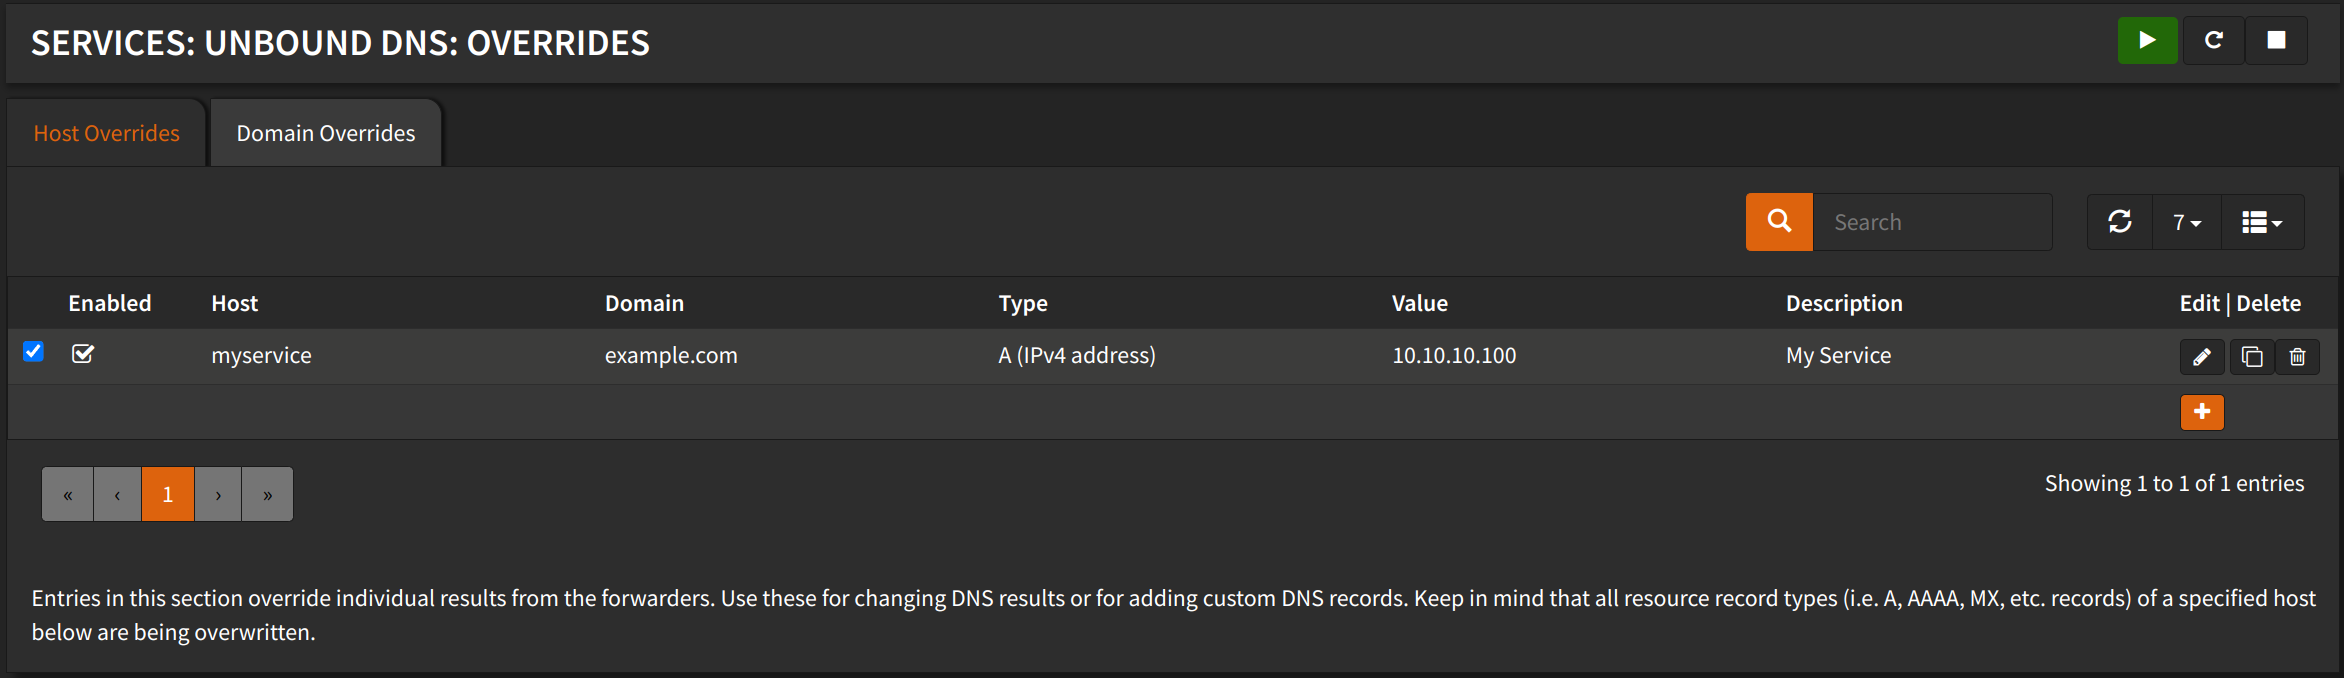 SERVICES: UNBOUND DNS: OVERRIDES
Host Overrides
Domain Overrides
Search
7
Enabled Host Domain Type Value Description Edit | Delete
myservice example.com A (IPv4 address) 10.10.10.100 My Service
« ‹ 1 › »
Showing 1 to 1 of 1 entries
Entries in this section override individual results from the forwarders. Use these for changing DNS results or for adding custom DNS records. Keep in mind that all resource record types (i.e. A, AAAA, MX, etc. records) of a specified host
below are being overwritten.